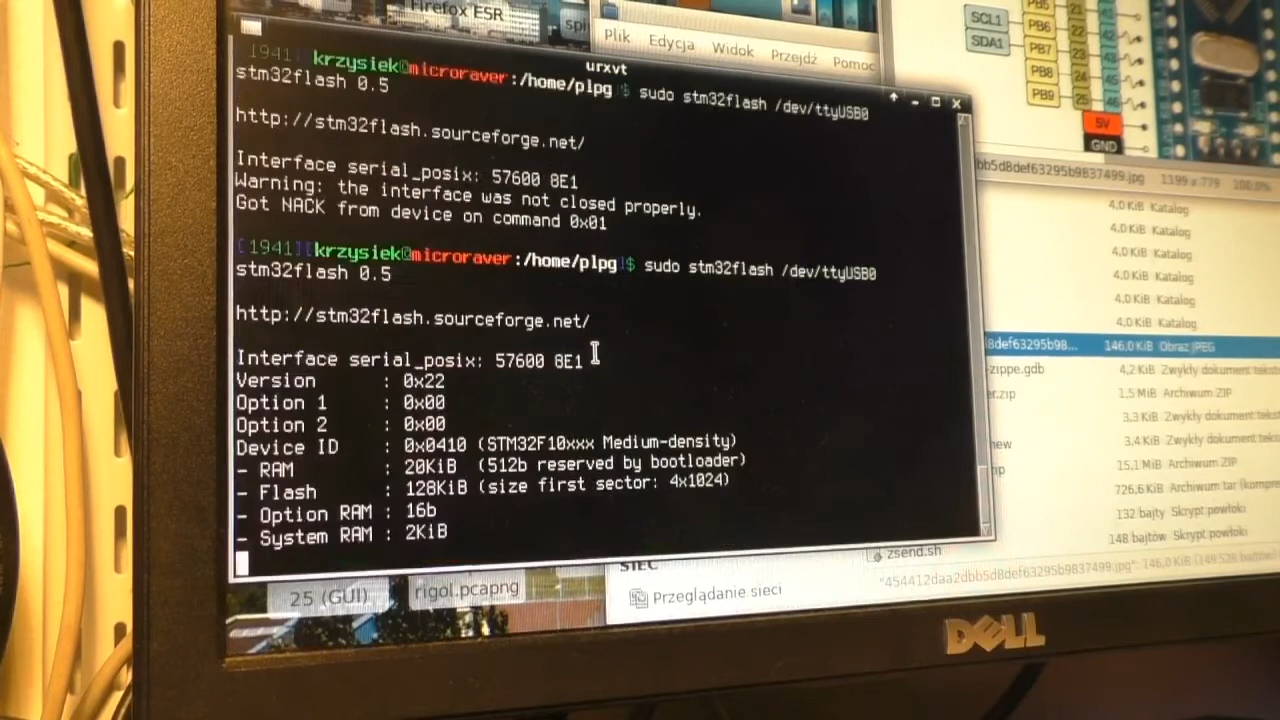 Firefox ESR
Plik Edycja Widok Przejdź Pomoc
urxvt
[1941][krzysiek@microraver:/home/plpg]$ sudo stm32flash /dev/ttyUSB0
stm32flash 0.5
http://stm32flash.sourceforge.net/
Interface serial_posix: 57600 8E1
Warning: the interface was not closed properly.
Got NACK from device on command 0x01
[1941][krzysiek@microraver:/home/plpg]$ sudo stm32flash /dev/ttyUSB0
stm32flash 0.5
http://stm32flash.sourceforge.net/
Interface serial_posix: 57600 8E1
Version : 0x22
Option 1 : 0x00
Option 2 : 0x00
Device ID : 0x0410 (STM32F10xxx Medium-density)
- RAM : 20KiB (512b reserved by bootloader)
- Flash : 128KiB (size first sector: 4x1024)
- Option RAM : 16b
- System RAM : 2KiB
SCL1 PB6
SDA1 PB7
PB8
PB9
5V
GND
bb5d8def63295b9837499.jpg 1199 x 779 100,0%
4,0 KiB Katalog
4,0 KiB Katalog
4,0 KiB Katalog
4,0 KiB Katalog
4,0 KiB Katalog
4,0 KiB Katalog
8def63295b98... 146,0 KiB Obraz JPEG
-zippe.gdb 4,2 KiB Zwykły dokument
er.zip 1,5 MiB Archiwum ZIP
3,3 KiB Zwykły dokument
3,4 KiB Zwykły dokument
15,1 MiB Archiwum ZIP
726,6 KiB Archiwum tar
132 bajty Skrypt powłoki
148 bajtów Skrypt powłoki
zsend.sh
SIEĆ
Przeglądanie sieci
"454412daa2dbb5d8def63295b9837499.jpg": 146,0 KiB
25 (GUI)
rigol.pcapng
DELL